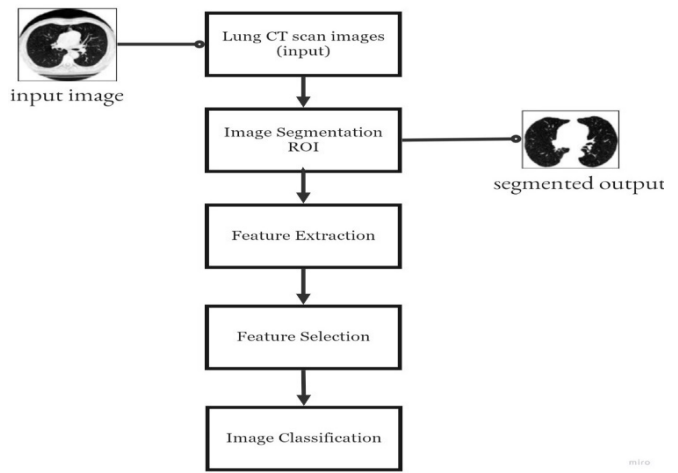 Lung CT scan images
(input)
input image
Image Segmentation
ROI
segmented output
Feature Extraction
Feature Selection
Image Classification
miro